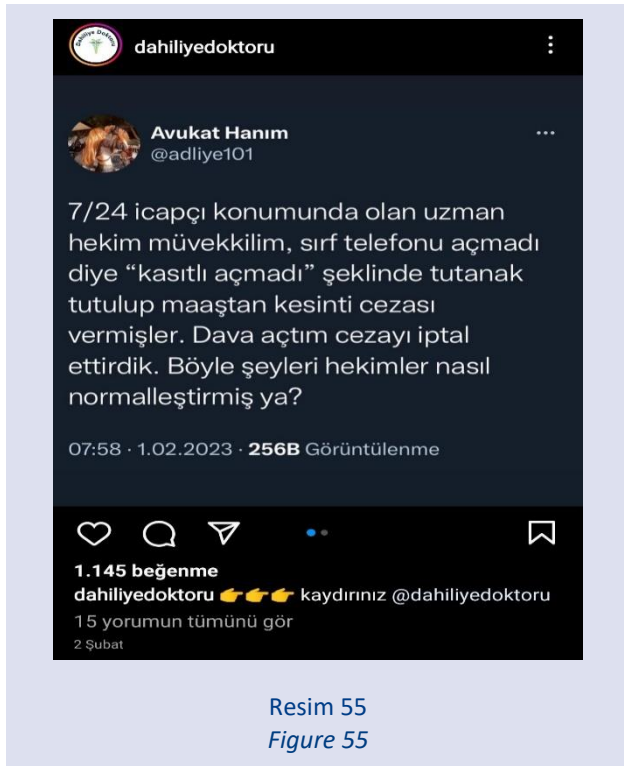 Dahiliye Doktoru
dahiliyedoktoru
Avukat Hanım
@adliye101
7/24 icapçı konumunda olan uzman
hekim müvekkilim, sırf telefonu açmadı
diye “kasıtlı açmadı” şeklinde tutanak
tutulup maaştan kesinti cezası
vermişler. Dava açtım cezayı iptal
ettirdik. Böyle şeyleri hekimler nasıl
normalleştirmiş ya?
07:58 · 1.02.2023 · 256B Görüntülenme
1.145 beğenme
dahiliyedoktoru 👉👉👉 kaydırınız @dahiliyedoktoru
15 yorumun tümünü gör
2 Şubat
Resim 55
Figure 55